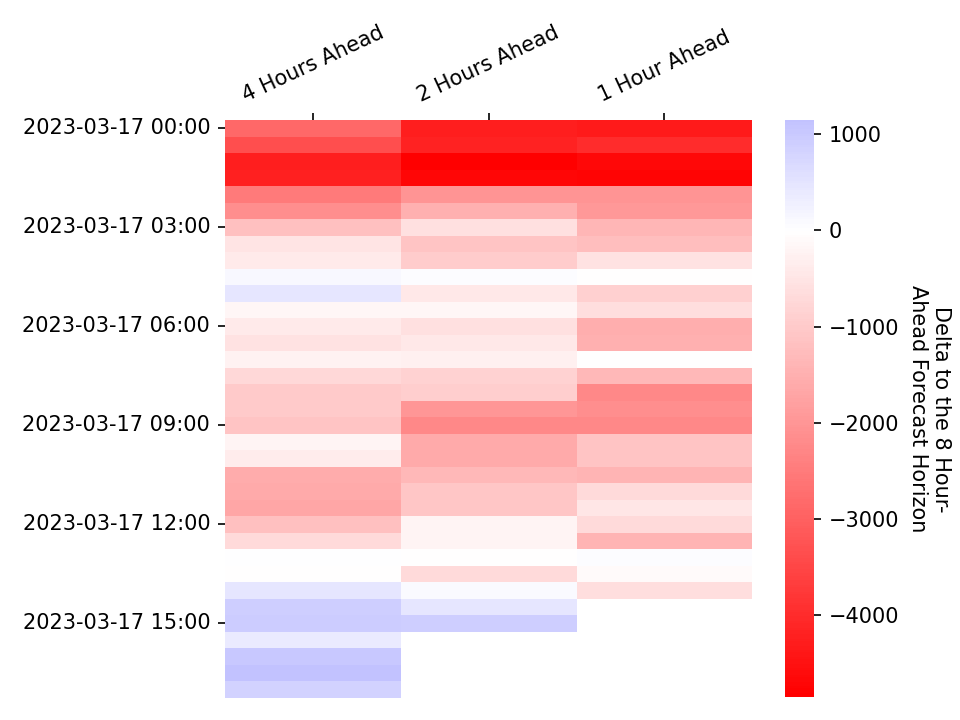 4 Hours Ahead
2 Hours Ahead
1 Hour Ahead
2023-03-17 00:00
2023-03-17 03:00
2023-03-17 06:00
2023-03-17 09:00
2023-03-17 12:00
2023-03-17 15:00
1000
0
−1000
−2000
−3000
−4000
Delta to the 8 Hour-
Ahead Forecast Horizon